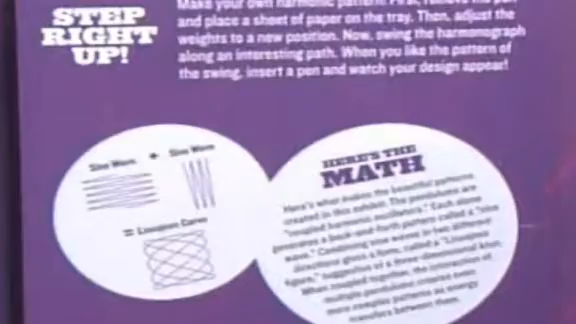 STEP
RIGHT
UP!
Make your own harmonic pattern. First, remove the pen
and place a sheet of paper on the tray. Then, adjust the
weights to a new position. Now, swing the harmonograph
along an interesting path. When you like the pattern of
the swing, insert a pen and watch your design appear!
Sine Wave + Sine Wave
= Lissajous Curve
HERE'S THE
MATH
Here's what makes the beautiful patterns
created in this exhibit. The pendulums are
"coupled harmonic oscillators." Each alone
generates a back-and-forth pattern called a "sine
wave." Combining sine waves in two different
directions gives a form, called a "Lissajous
figure," suggestive of a three-dimensional knot.
When coupled together, the interaction of
multiple pendulums creates even
more complex patterns as energy
transfers between them.